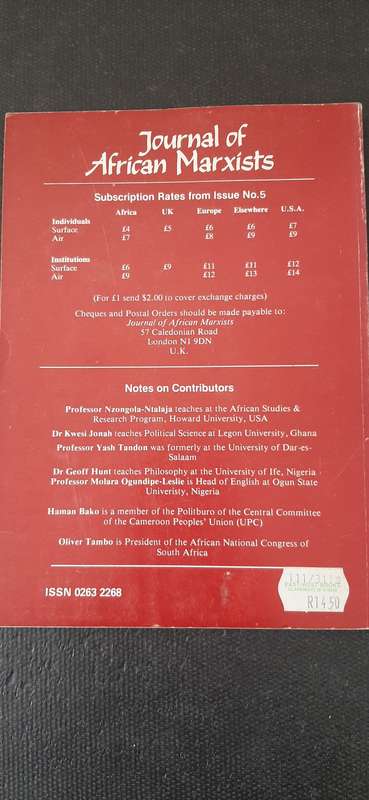 Journal of
African Marxists
Subscription Rates from Issue No.5
Africa UK Europe Elsewhere U.S.A.
Individuals
Surface £4 £5 £6 £6 £7
Air £7 £8 £9 £9
Institutions
Surface £6 £9 £11 £11 £12
Air £9 £12 £13 £14
(For £1 send $2.00 to cover exchange charges)
Cheques and Postal Orders should be made payable to:
Journal of African Marxists
57 Caledonian Road
London N1 9DN
U.K.
Notes on Contributors
Professor Nzongola-Ntalaja teaches at the African Studies &
Research Program, Howard University, USA
Dr Kwesi Jonah teaches Political Science at Legon University, Ghana
Professor Yash Tandon was formerly at the University of Dar-es-
Salaam
Dr Geoff Hunt teaches Philosophy at the University of Ife, Nigeria
Professor Molara Ogundipe-Leslie is Head of English at Ogun State
Univeristy, Nigeria
Haman Bako is a member of the Politburo of the Central Committee
of the Cameroon Peoples' Union (UPC)
Oliver Tambo is President of the African National Congress of
South Africa
ISSN 0263 2268
R1450